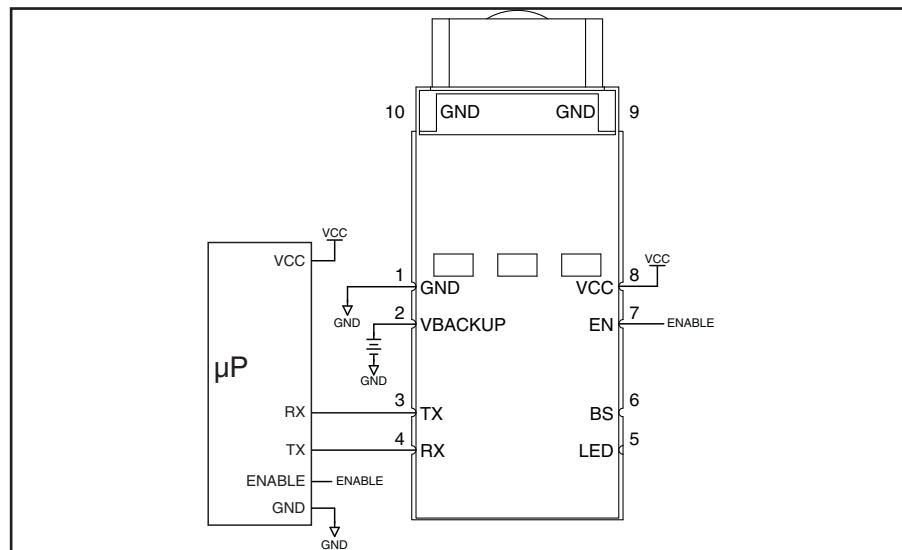 10 GND GND 9
VCC
VCC
VCC
1 8
GND VCC
GND
2 7
VBACKUP EN ENABLE
GND
µP
3 6
RX TX BS
4 5
TX RX LED
ENABLE ENABLE
GND
GND